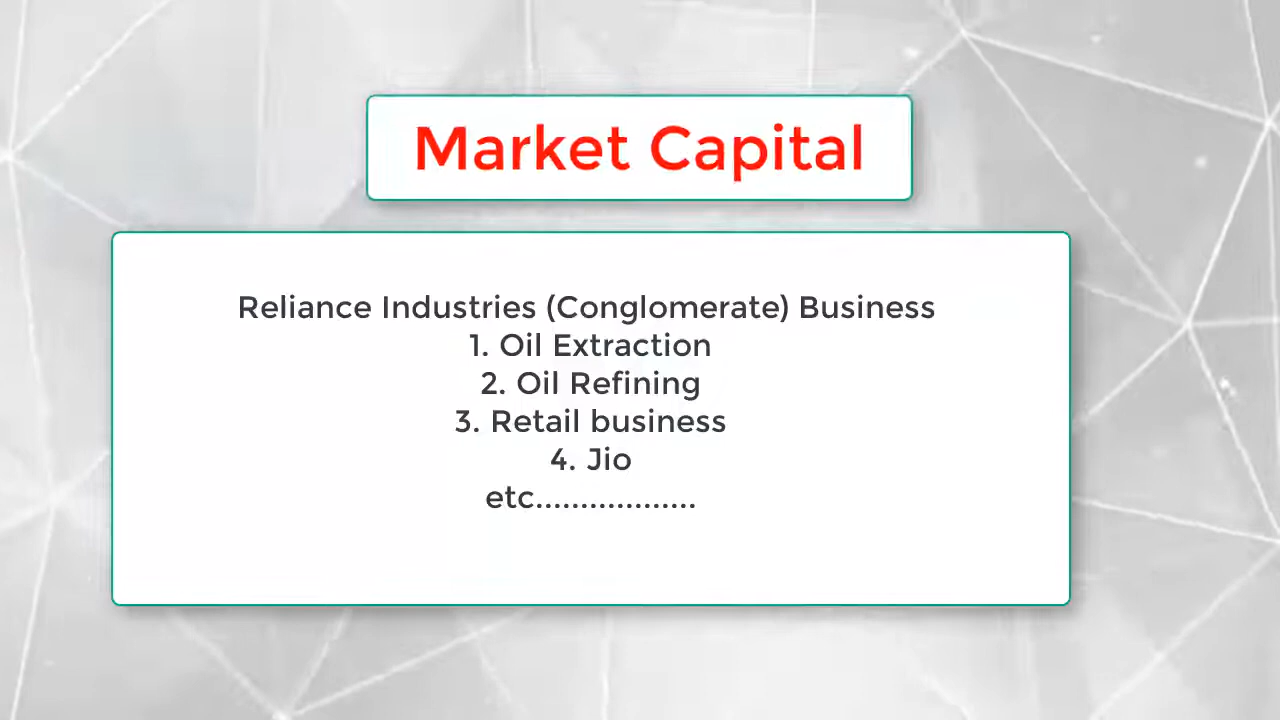 Market Capital
Reliance Industries (Conglomerate) Business
1. Oil Extraction
2. Oil Refining
3. Retail business
4. Jio
etc..................